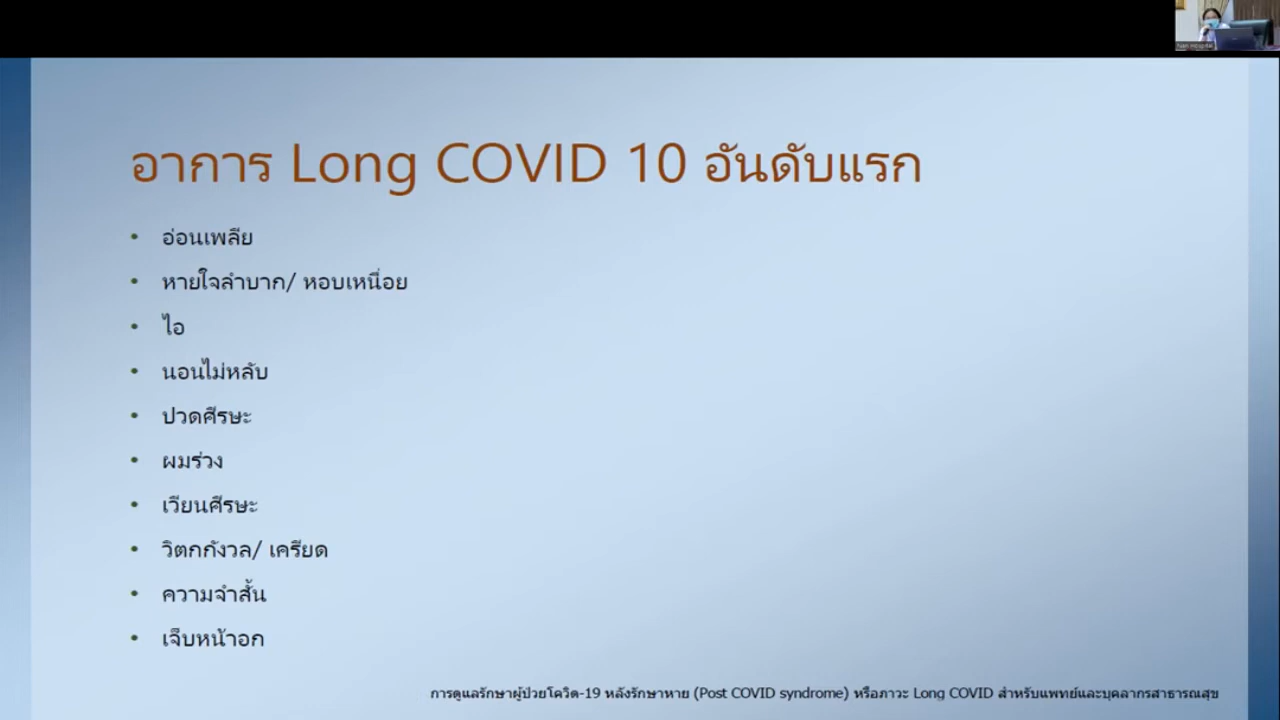 Nan Hospital
อาการ Long COVID 10 อันดับแรก
• อ่อนเพลีย
• หายใจลำบาก/ หอบเหนื่อย
• ไอ
• นอนไม่หลับ
• ปวดศีรษะ
• ผมร่วง
• เวียนศีรษะ
• วิตกกังวล/ เครียด
• ความจำสั้น
• เจ็บหน้าอก
การดูแลรักษาผู้ป่วยโควิด-19 หลังรักษาหาย (Post COVID syndrome) หรือภาวะ Long COVID สำหรับแพทย์และบุคลากรสาธารณสุข